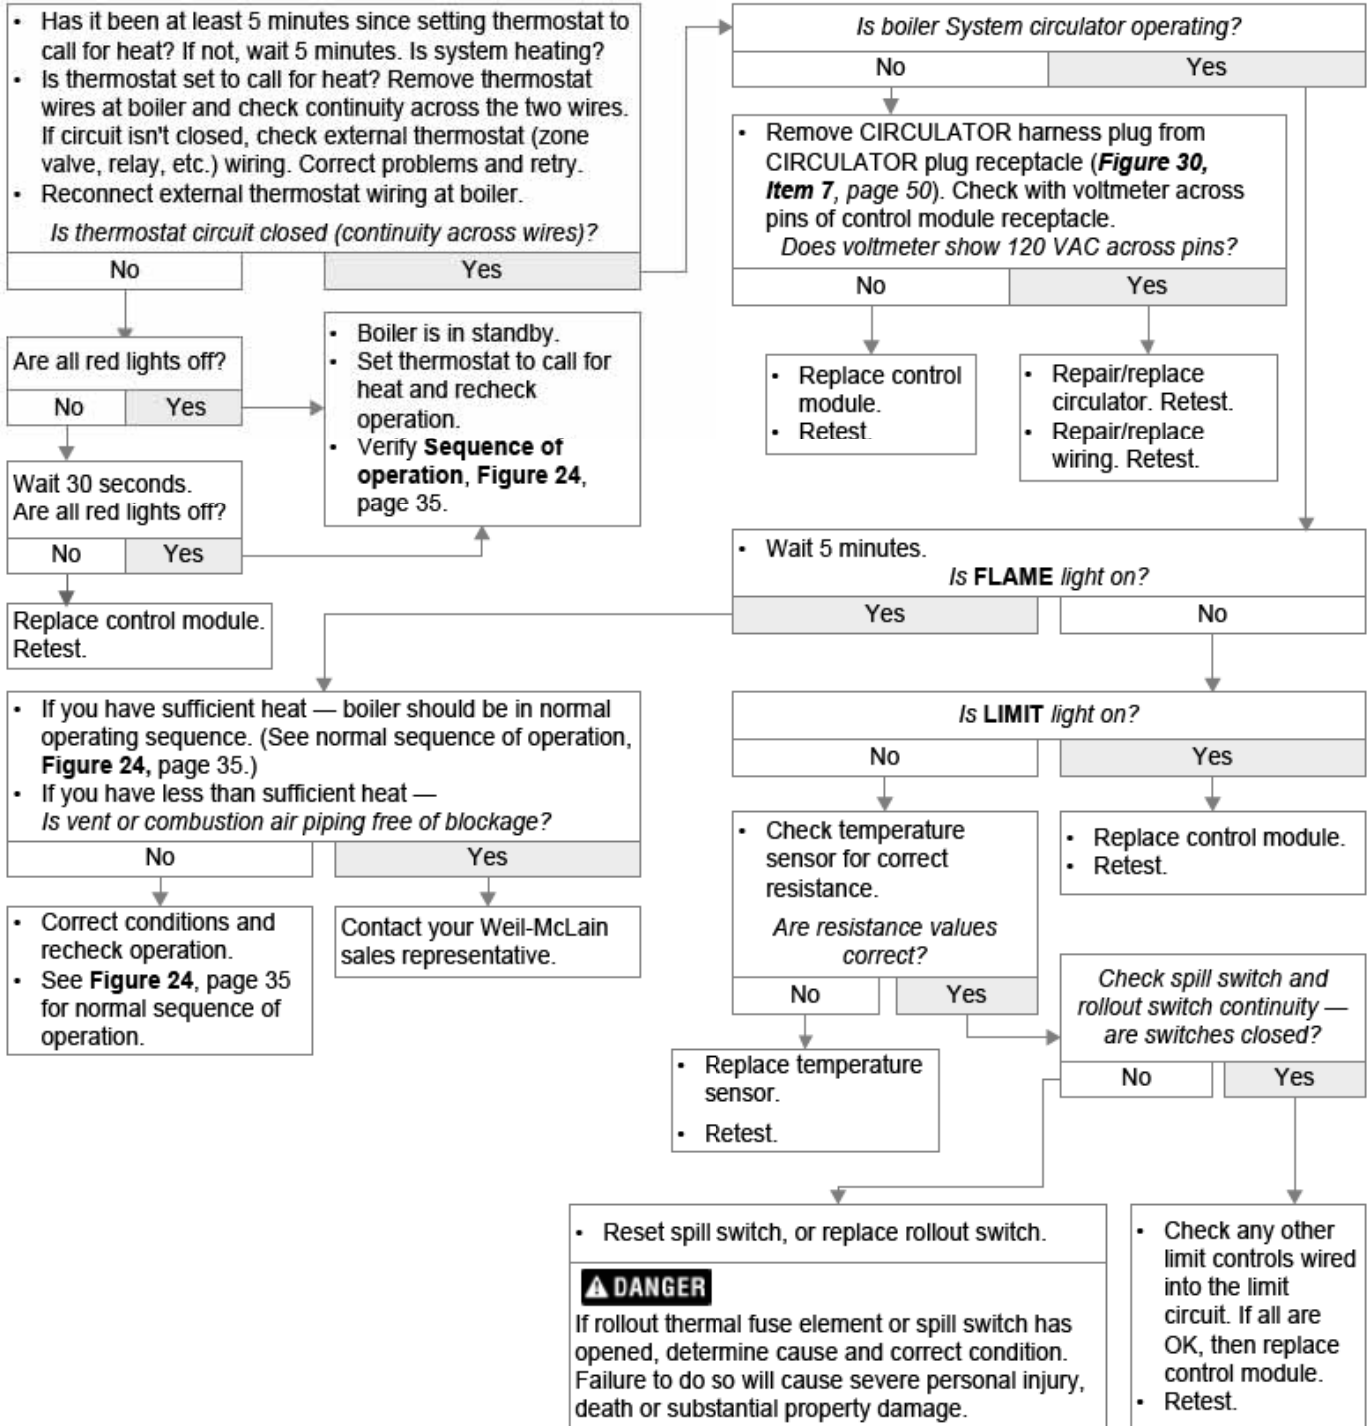 • Has it been at least 5 minutes since setting thermostat to
call for heat? If not, wait 5 minutes. Is system heating?
• Is thermostat set to call for heat? Remove thermostat
wires at boiler and check continuity across the two wires.
If circuit isn't closed, check external thermostat (zone
valve, relay, etc.) wiring. Correct problems and retry.
• Reconnect external thermostat wiring at boiler.
Is thermostat circuit closed (continuity across wires)?
No
Yes
Are all red lights off?
No
Yes
Wait 30 seconds.
Are all red lights off?
No
Yes
Replace control module.
Retest.
• Boiler is in standby.
• Set thermostat to call for
heat and recheck
operation.
• Verify Sequence of
operation, Figure 24,
page 35.
Is boiler System circulator operating?
No
Yes
• Remove CIRCULATOR harness plug from
CIRCULATOR plug receptacle (Figure 30,
Item 7, page 50). Check with voltmeter across
pins of control module receptacle.
Does voltmeter show 120 VAC across pins?
No
Yes
• Replace control
module.
• Retest.
• Repair/replace
circulator. Retest.
• Repair/replace
wiring. Retest.
• Wait 5 minutes.
Is FLAME light on?
Yes
No
• If you have sufficient heat — boiler should be in normal
operating sequence. (See normal sequence of operation,
Figure 24, page 35.)
• If you have less than sufficient heat —
Is vent or combustion air piping free of blockage?
No
Yes
• Correct conditions and
recheck operation.
• See Figure 24, page 35
for normal sequence of
operation.
Contact your Weil-McLain
sales representative.
Is LIMIT light on?
No
Yes
• Check temperature
sensor for correct
resistance.
Are resistance values
correct?
No
Yes
• Replace control module.
• Retest.
• Replace temperature
sensor.
• Retest.
Check spill switch and
rollout switch continuity —
are switches closed?
No
Yes
• Reset spill switch, or replace rollout switch.
DANGER
If rollout thermal fuse element or spill switch has
opened, determine cause and correct condition.
Failure to do so will cause severe personal injury,
death or substantial property damage.
• Check any other
limit controls wired
into the limit
circuit. If all are
OK, then replace
control module.
• Retest.